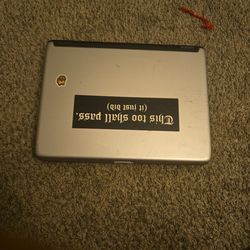 This too shall pass.
(it just did)